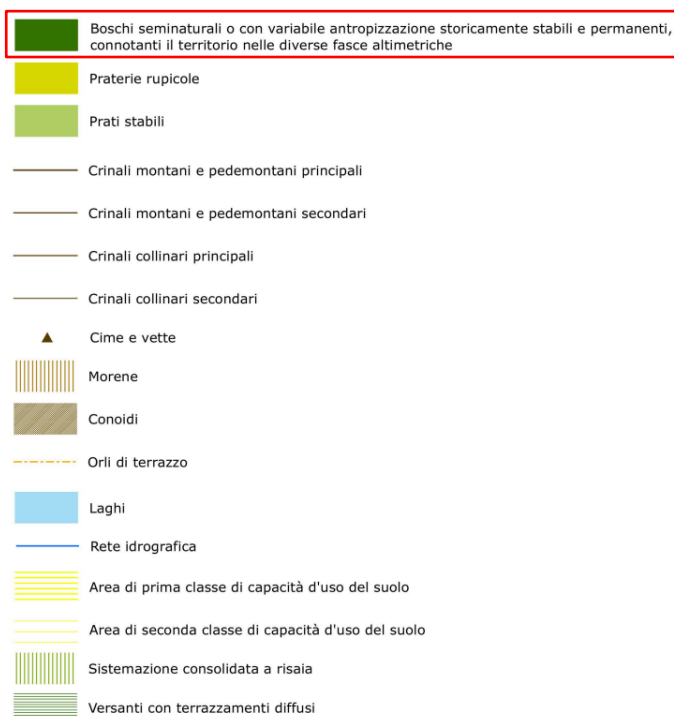 Boschi seminaturali o con variabile antropizzazione storicamente stabili e permanenti,
connotanti il territorio nelle diverse fasce altimetriche
Praterie rupicole
Prati stabili
Crinali montani e pedemontani principali
Crinali montani e pedemontani secondari
Crinali collinari principali
Crinali collinari secondari
Cime e vette
Morene
Conoidi
Orli di terrazzo
Laghi
Rete idrografica
Area di prima classe di capacità d'uso del suolo
Area di seconda classe di capacità d'uso del suolo
Sistemazione consolidata a risaia
Versanti con terrazzamenti diffusi